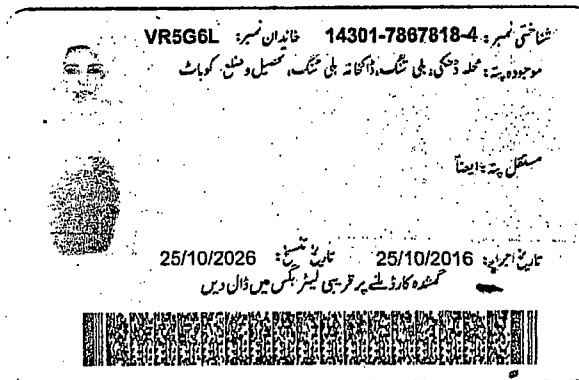 شناختی نمبر: 14301-7867818-4 خاندان نمبر: VR5G6L
موجودہ پتہ: محلہ ڈھکی، بلی ٹنگ، ڈاکخانہ بلی ٹنگ، تحصیل و ضلع کوہاٹ
مستقل پتہ: ایضاً
تاریخ اجراء: 25/10/2016 تاریخ تنسیخ: 25/10/2026
گمشدہ کارڈ ملنے پر قریبی لیٹر بکس میں ڈال دیں